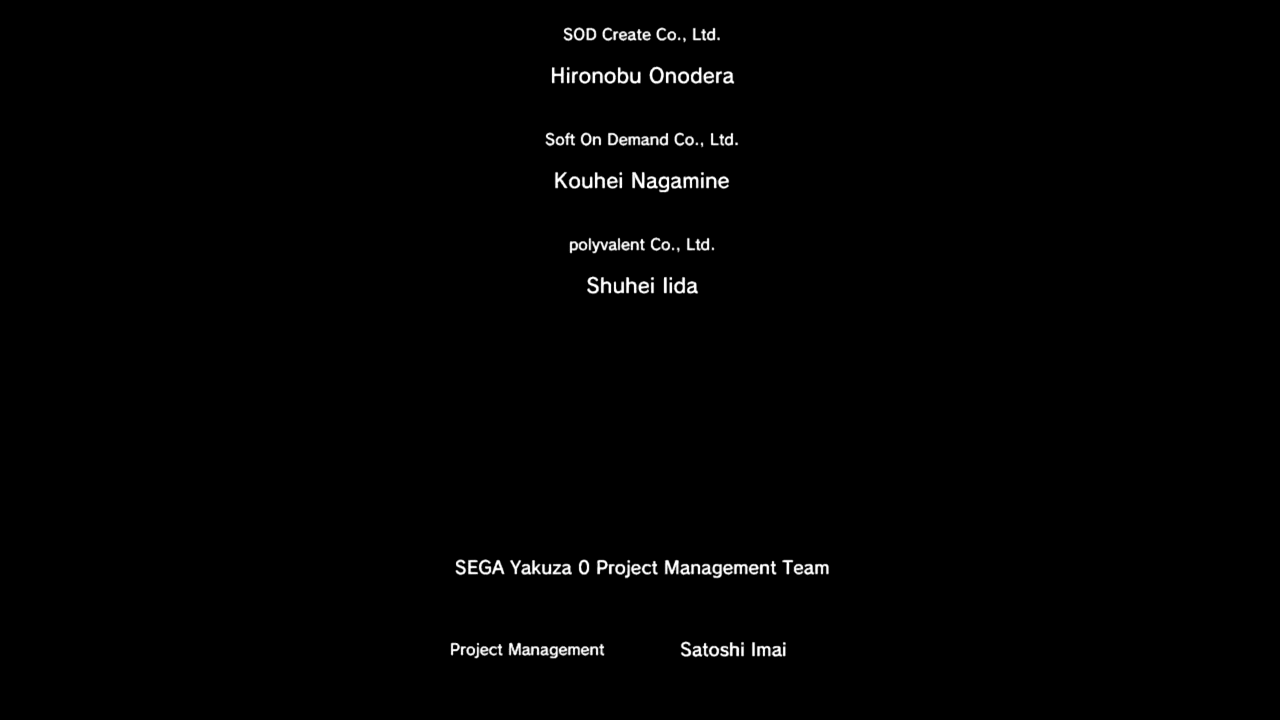 SOD Create Co., Ltd.
Hironobu Onodera
Soft On Demand Co., Ltd.
Kouhei Nagamine
polyvalent Co., Ltd.
Shuhei Iida
SEGA Yakuza 0 Project Management Team
Project Management Satoshi Imai